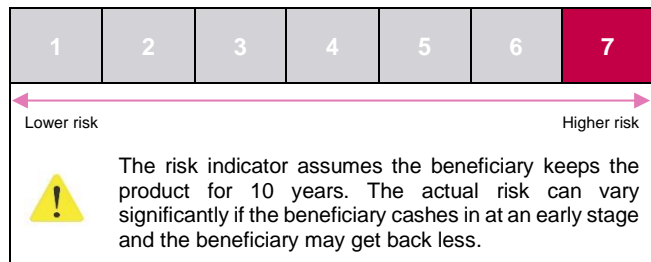 1 2 3 4 5 6 7
Lower risk Higher risk
The risk indicator assumes the beneficiary keeps the
product for 10 years. The actual risk can vary
significantly if the beneficiary cashes in at an early stage
and the beneficiary may get back less.